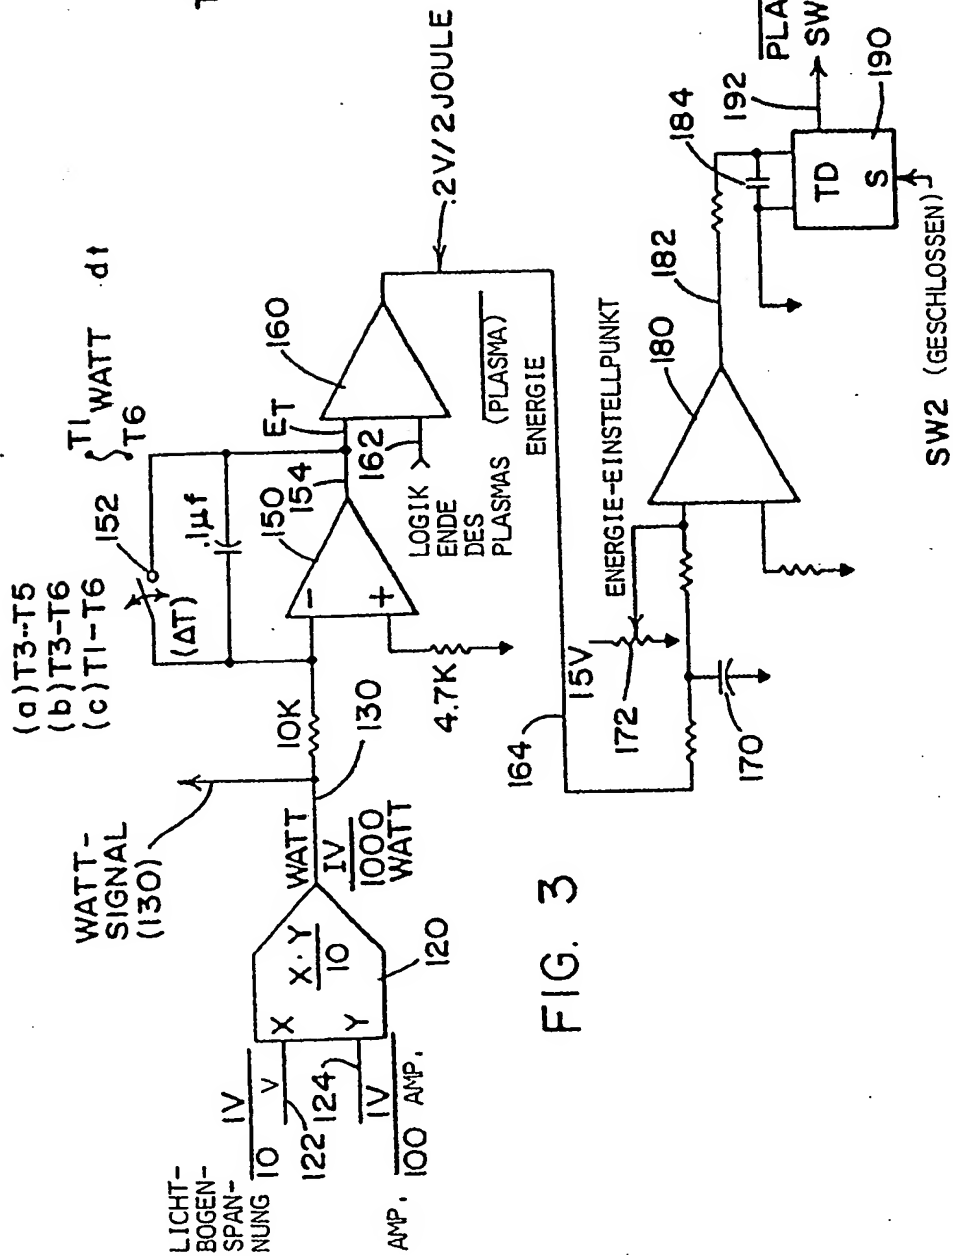 T
(a) T3-T5
(b) T3-T6
(c) T1-T6
152
(ΔT)
.1µf
T1
∫ WATT dt
T6
WATT-
SIGNAL
(130)
10K
130
4.7K
150
154
ET
160
162
LOGIK
ENDE
DES
PLASMAS
(PLASMA)
ENERGIE
.2V/2JOULE
LICHT-
BOGEN-
SPAN-
NUNG
1V
10 V
122
124
1V
100 AMP.
AMP.
X
Y
X·Y
10
120
WATT
1V
1000
WATT
164
15V
172
170
ENERGIE-EINSTELLPUNKT
180
182
184
192
PLA
SW
TD
S
190
SW2 (GESCHLOSSEN)
FIG. 3